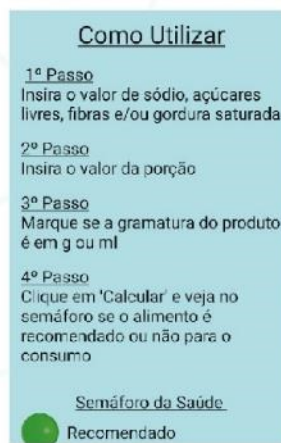 Como Utilizar
1º Passo
Insira o valor de sódio, açúcares
livres, fibras e/ou gordura saturada
2º Passo
Insira o valor da porção
3º Passo
Marque se a gramatura do produto
é em g ou ml
4º Passo
Clique em 'Calcular' e veja no
semáforo se o alimento é
recomendado ou não para o
consumo
Semáforo da Saúde
Recomendado